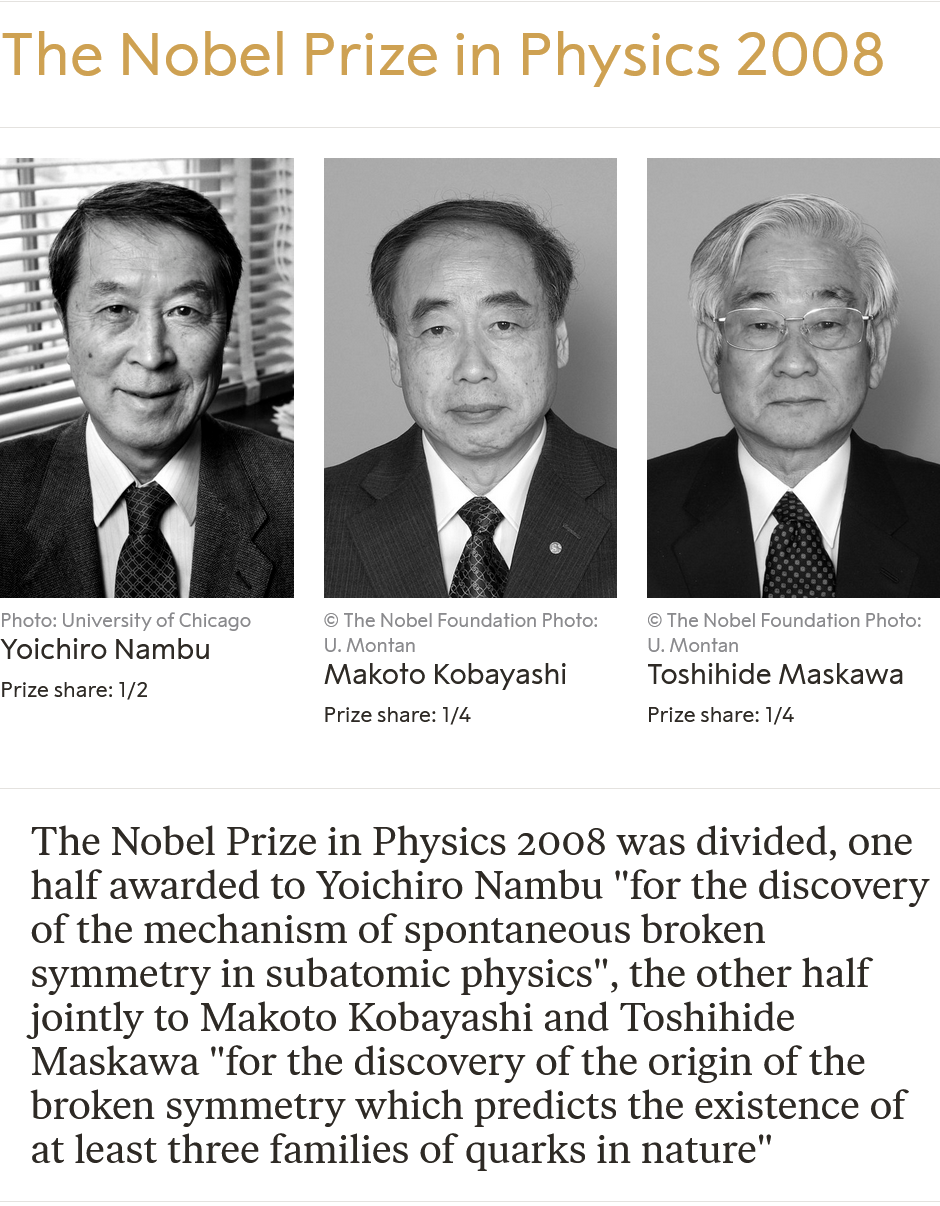 The Nobel Prize in Physics 2008
Photo: University of Chicago
Yoichiro Nambu
Prize share: 1/2
© The Nobel Foundation Photo:
U. Montan
Makoto Kobayashi
Prize share: 1/4
© The Nobel Foundation Photo:
U. Montan
Toshihide Maskawa
Prize share: 1/4
The Nobel Prize in Physics 2008 was divided, one
half awarded to Yoichiro Nambu "for the discovery
of the mechanism of spontaneous broken
symmetry in subatomic physics", the other half
jointly to Makoto Kobayashi and Toshihide
Maskawa "for the discovery of the origin of the
broken symmetry which predicts the existence of
at least three families of quarks in nature"